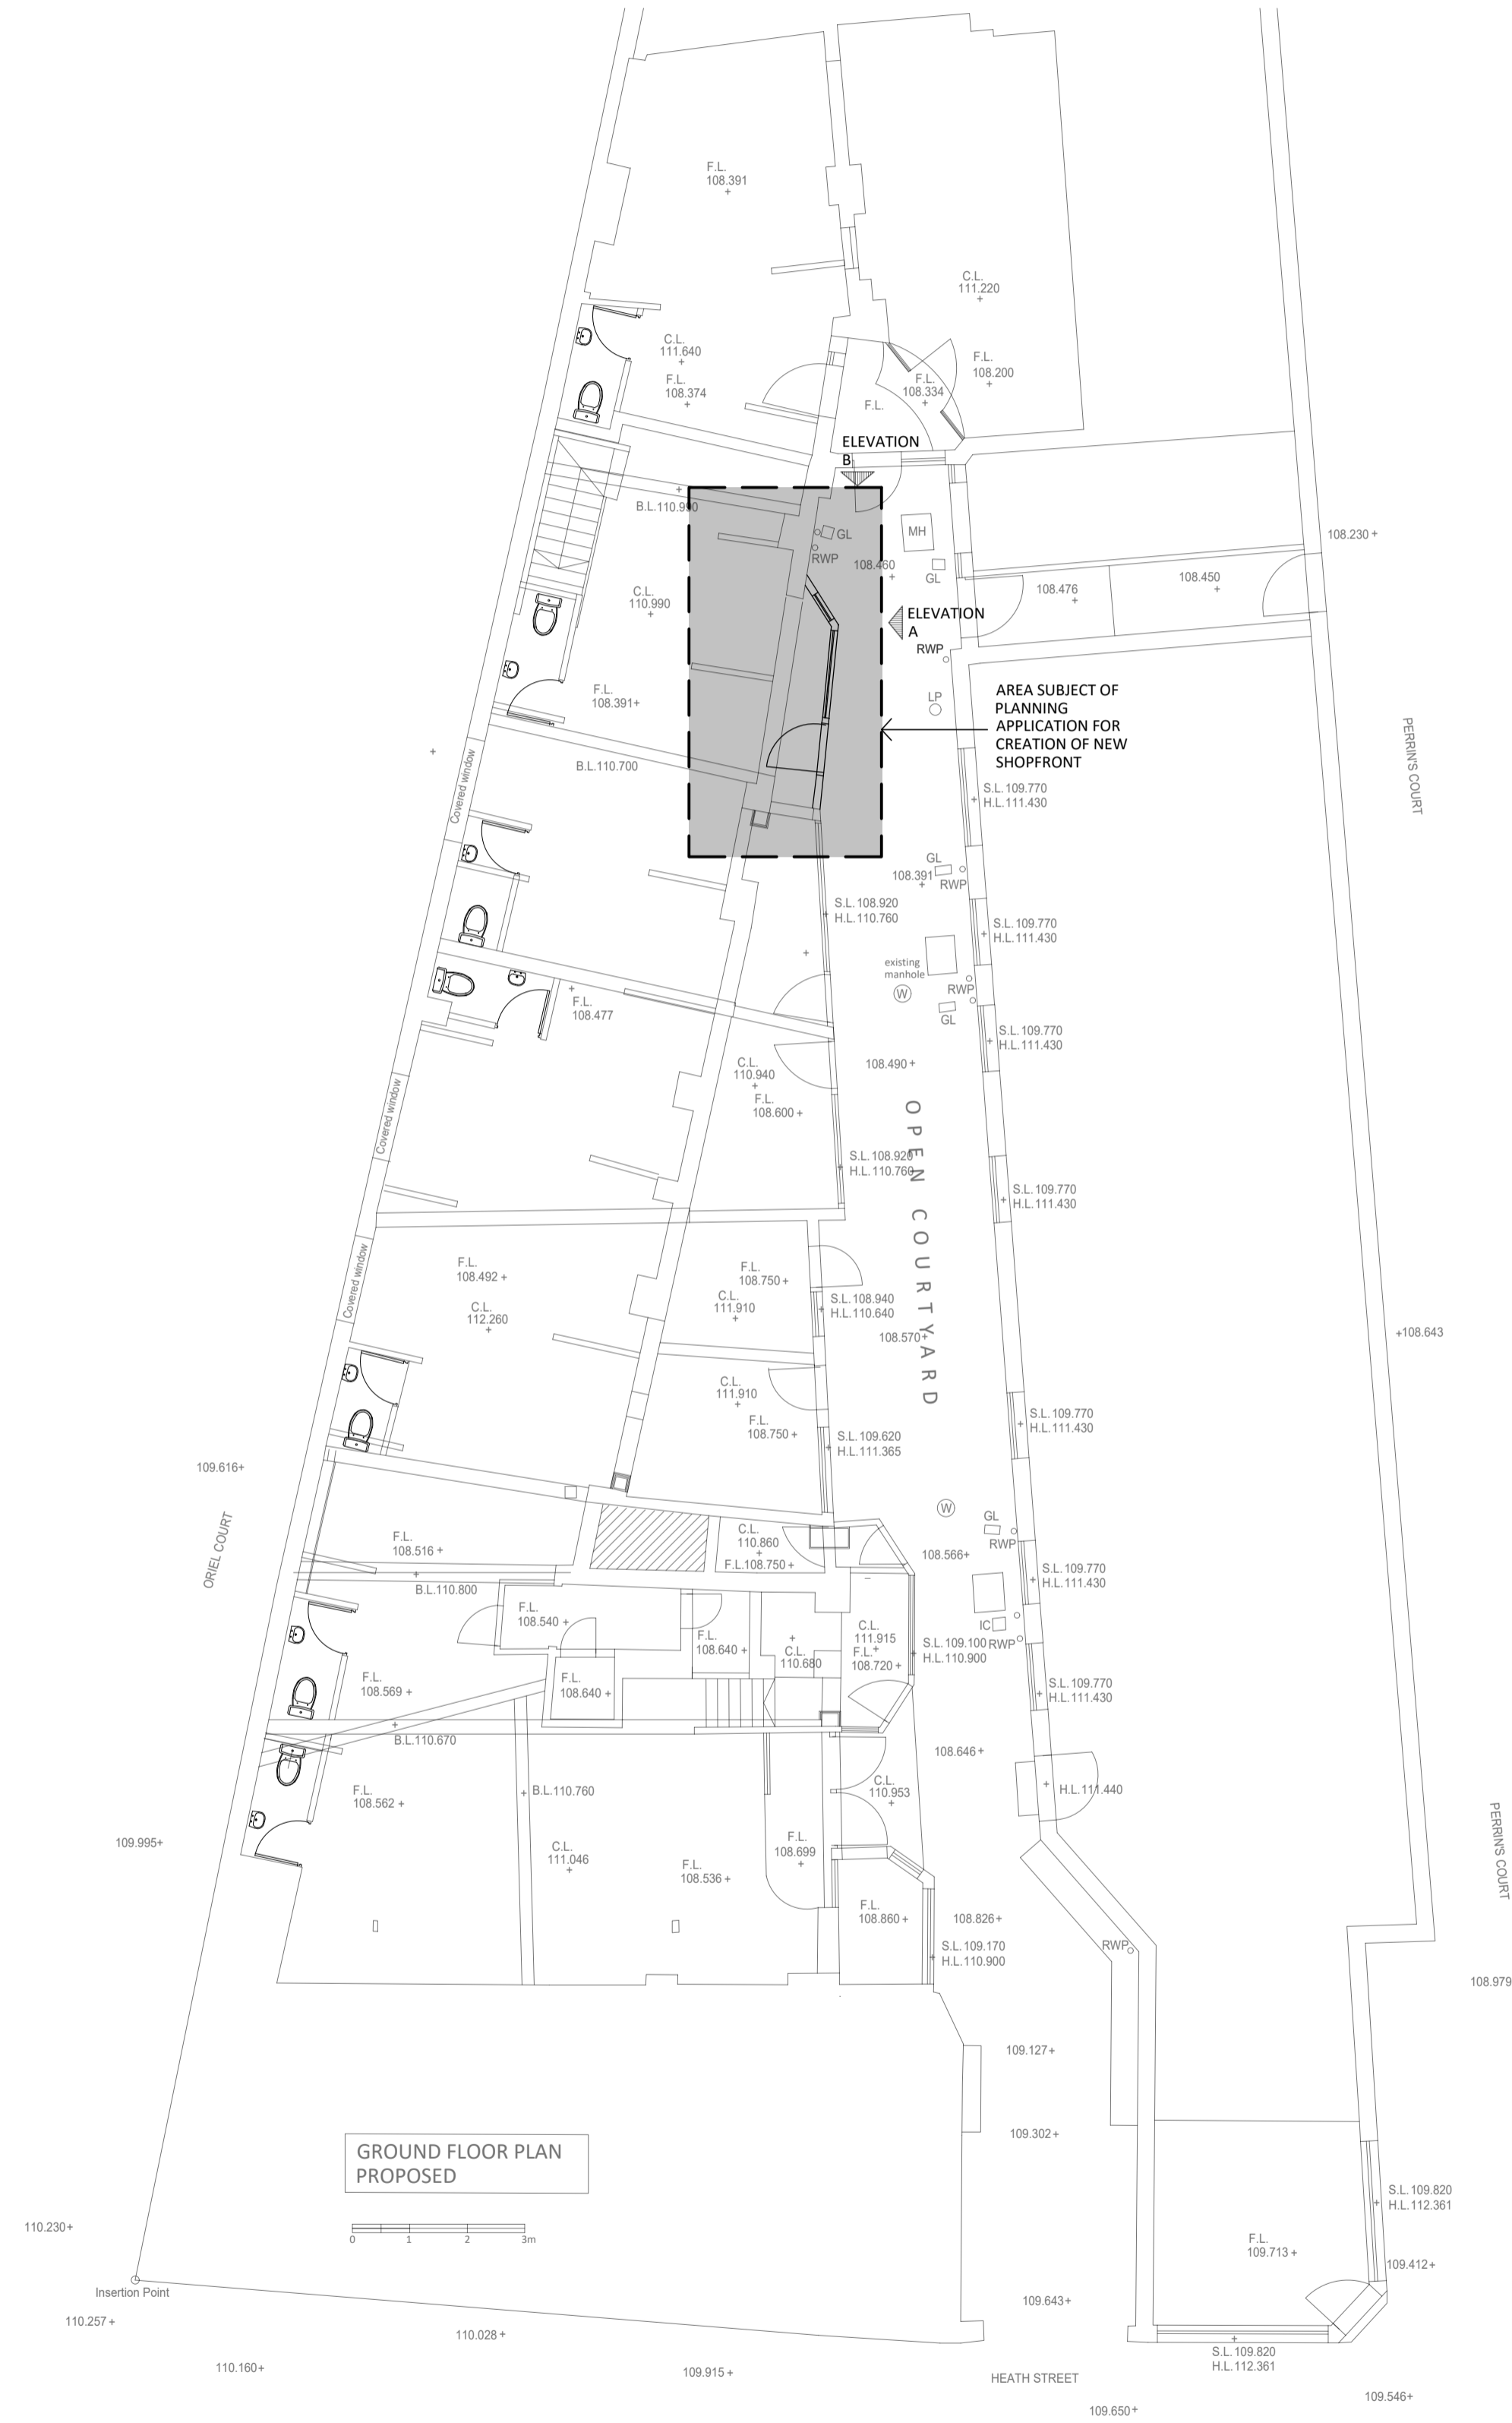 F.L.
108.391
C.L.
111.220
C.L.
111.640
F.L.
108.374
F.L.
108.200
F.L.
108.334
F.L.
ELEVATION
B
B.L.110.990
GL
RWP
MH
108.460
GL
108.230
108.476
108.450
C.L.
110.990
ELEVATION
A
RWP
F.L.
108.391
LP
AREA SUBJECT OF
PLANNING
APPLICATION FOR
CREATION OF NEW
SHOPFRONT
PERRIN'S COURT
B.L.110.700
Covered window
S.L.109.770
H.L.111.430
GL
108.391
RWP
S.L.108.920
H.L.110.760
S.L.109.770
H.L.111.430
existing
manhole
W
RWP
GL
F.L.
108.477
S.L.109.770
H.L.111.430
C.L.
110.940
108.490
F.L.
108.600
Covered window
OPEN COURTYARD
S.L.108.920
H.L.110.760
S.L.109.770
H.L.111.430
Covered window
F.L.
108.492
C.L.
112.260
F.L.
108.750
C.L.
111.910
S.L.108.940
H.L.110.640
108.570
108.643
C.L.
111.910
F.L.
108.750
S.L.109.620
H.L.111.365
S.L.109.770
H.L.111.430
109.616
ORIEL COURT
W
GL
RWP
F.L.
108.516
C.L.
110.860
F.L.108.750
108.566
S.L.109.770
H.L.111.430
B.L.110.800
F.L.
108.540
F.L.
108.640
C.L.
110.680
C.L.
111.915
F.L.
108.720
IC
RWP
S.L.109.100
H.L.110.900
F.L.
108.569
F.L.
108.640
S.L.109.770
H.L.111.430
B.L.110.670
108.646
F.L.
108.562
B.L.110.760
C.L.
110.953
H.L.111.440
109.995
C.L.
111.046
F.L.
108.536
F.L.
108.699
PERRIN'S COURT
F.L.
108.860
108.826
S.L.109.170
H.L.110.900
RWP
108.979
109.127
109.302
GROUND FLOOR PLAN
PROPOSED
0 1 2 3m
S.L.109.820
H.L.112.361
110.230
F.L.
109.713
109.412
Insertion Point
110.257
109.643
110.028
110.160
109.915
HEATH STREET
S.L.109.820
H.L.112.361
109.546
109.650